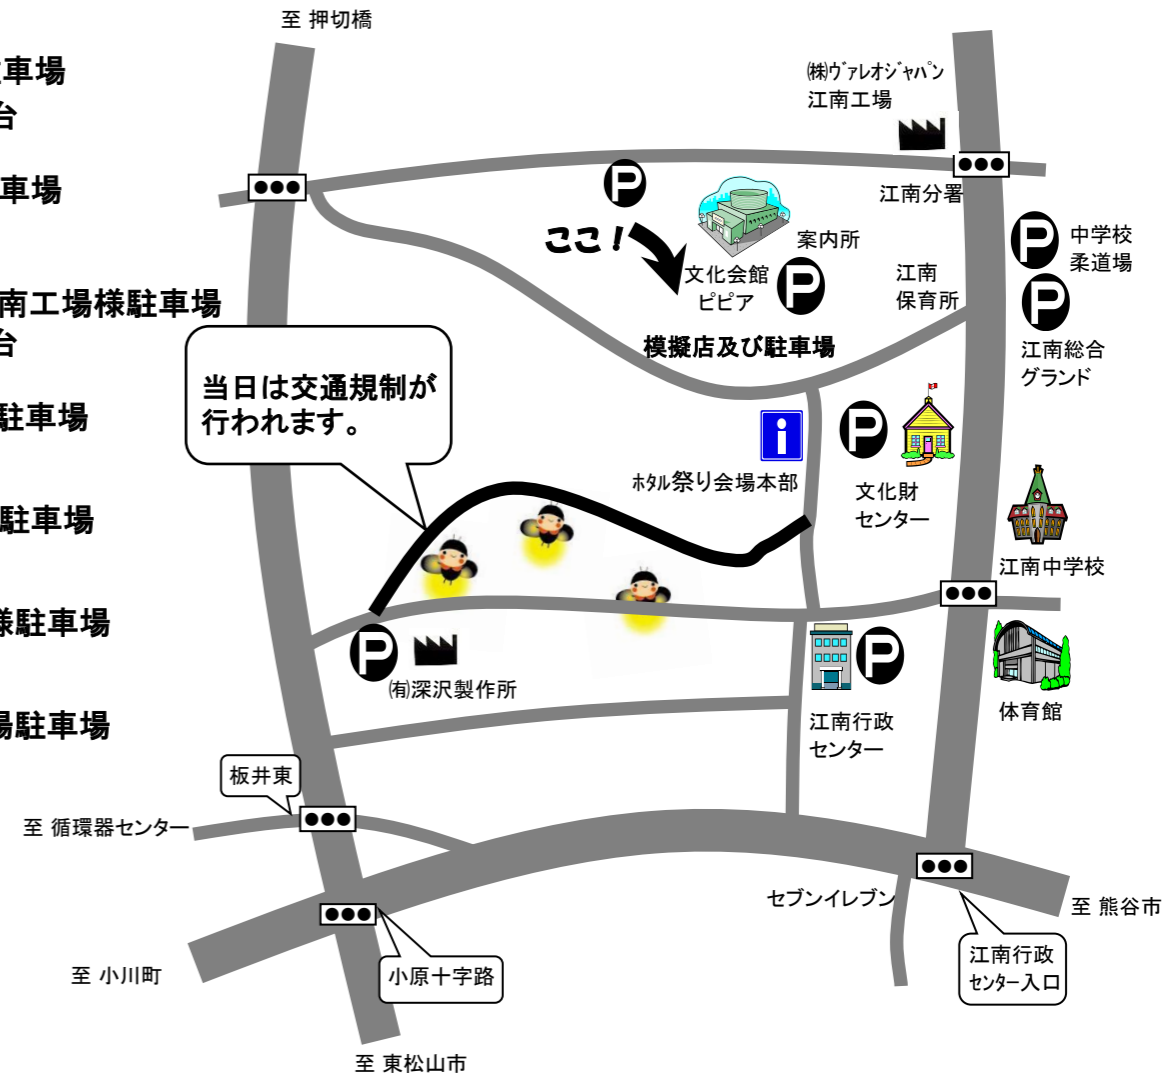 至 押切橋
車場
台
車場
南工場様駐車場
台
駐車場
駐車場
様駐車場
場駐車場
㈱ヴァレオジャパン
江南工場
江南分署
P
ここ！
案内所
文化会館
ピピア
P
模擬店及び駐車場
江南
保育所
P
中学校
柔道場
P
江南総合
グランド
当日は交通規制が
行われます。
i
ホタル祭り会場本部
P
文化財
センター
江南中学校
P
㈲深沢製作所
P
江南行政
センター
体育館
板井東
至 循環器センター
セブンイレブン
至 熊谷市
至 小川町
小原十字路
江南行政
センター入口
至 東松山市